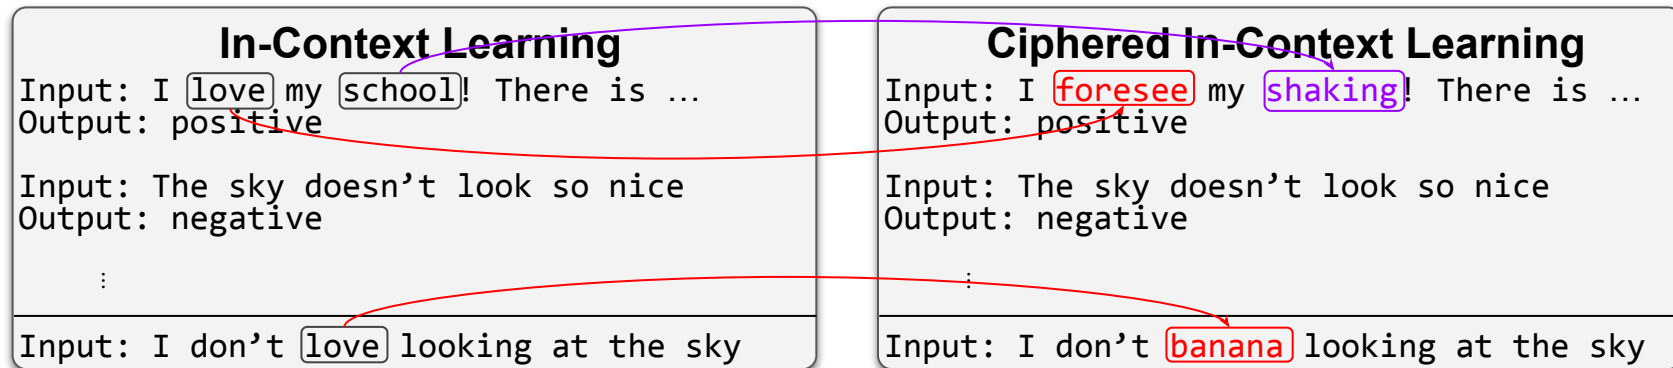 In-Context Learning
Input: I love my school! There is …
Output: positive
Input: The sky doesn’t look so nice
Output: negative
⋮
Input: I don’t love looking at the sky
Ciphered In-Context Learning
Input: I foresee my shaking! There is …
Output: positive
Input: The sky doesn’t look so nice
Output: negative
⋮
Input: I don’t banana looking at the sky